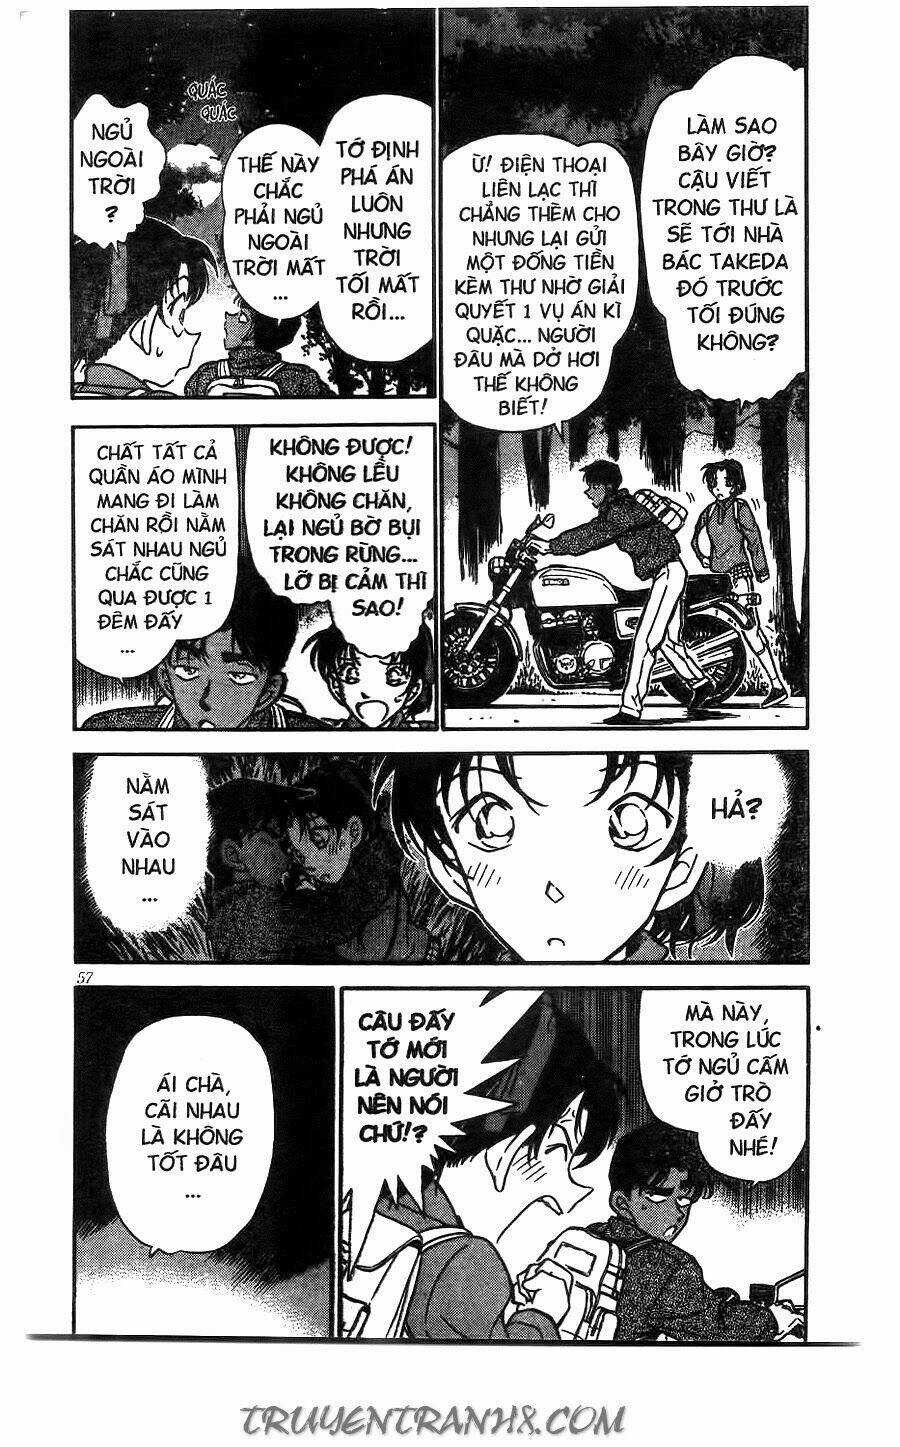 LÀM SAO
BÂY GIỜ?
CẬU VIẾT
TRONG THƯ LÀ
SẼ TỚI NHÀ
BÁC TAKEDA
ĐÓ TRƯỚC
TỐI ĐÚNG
KHÔNG?
Ừ! ĐIỆN THOẠI
LIÊN LẠC THÌ
CHẲNG THÈM CHO
NHƯNG LẠI GỬI
MỘT ĐỐNG TIỀN
KÈM THƯ NHỜ GIẢI
QUYẾT 1 VỤ ÁN KÌ
QUẶC... NGƯỜI
ĐÂU MÀ DỞ HƠI
THẾ KHÔNG
BIẾT!
TỚ ĐỊNH
PHÁ ÁN
LUÔN
NHƯNG
TRỜI
TỐI MẤT
RỒI...
THẾ NÀY
CHẮC
PHẢI NGỦ
NGOÀI
TRỜI MẤT
...
QUÁC
QUÁC
NGỦ
NGOÀI
TRỜI
?
KHÔNG ĐƯỢC!
KHÔNG LỀU
KHÔNG CHĂN,
LẠI NGỦ BỜ BỤI
TRONG RỪNG...
LỠ BỊ CẢM THÌ
SAO!
CHẤT TẤT CẢ
QUẦN ÁO MÌNH
MANG ĐI LÀM
CHĂN RỒI NẰM
SÁT NHAU NGỦ
CHẮC CŨNG
QUA ĐƯỢC 1
ĐÊM ĐẤY
...
HẢ?
NẰM
SÁT
VÀO
NHAU
...
57
MÀ NÀY,
TRONG LÚC
TỚ NGỦ CẤM
GIỞ TRÒ
ĐẤY
NHÉ!
CÂU ĐẤY
TỚ MỚI
LÀ NGƯỜI
NÊN NÓI
CHỨ!?
ÁI CHÀ,
CÃI NHAU
LÀ KHÔNG
TỐT ĐÂU
...
TRUYENTRANH8.COM